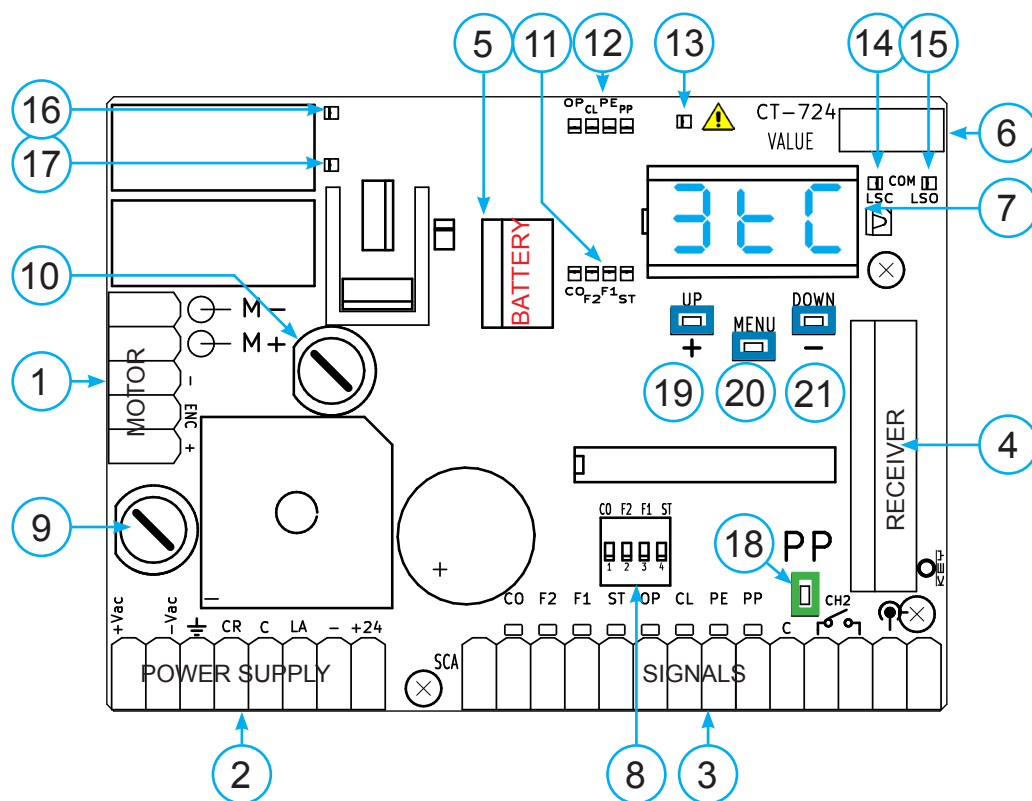 5
11
12
13
14
15
16
OP CL PE PP
CT-724
VALUE
6
17
COM
LSC
LSO
7
3tC
BATTERY
10
CO F2 F1 ST
UP
DOWN
MENU
+
–
M –
M +
1
MOTOR
–
ENC
+
19
20
21
4
RECEIVER
9
CO F2 F1 ST
1 2 3 4
18
PP
+
–
KEY
+Vac
–Vac
CR C LA – +24
CO F2 F1 ST OP CL PE PP
C
CH2
SCA
POWER SUPPLY
SIGNALS
2
8
3